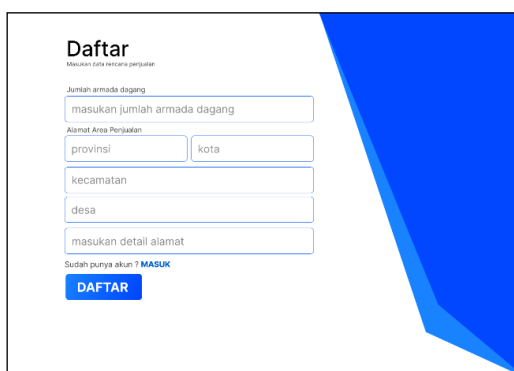 Daftar
Masukan data rencana penjualan
Jumlah armada dagang
masukan jumlah armada dagang
Alamat Area Penjualan
provinsi kota
kecamatan
desa
masukan detail alamat
Sudah punya akun ? MASUK
DAFTAR